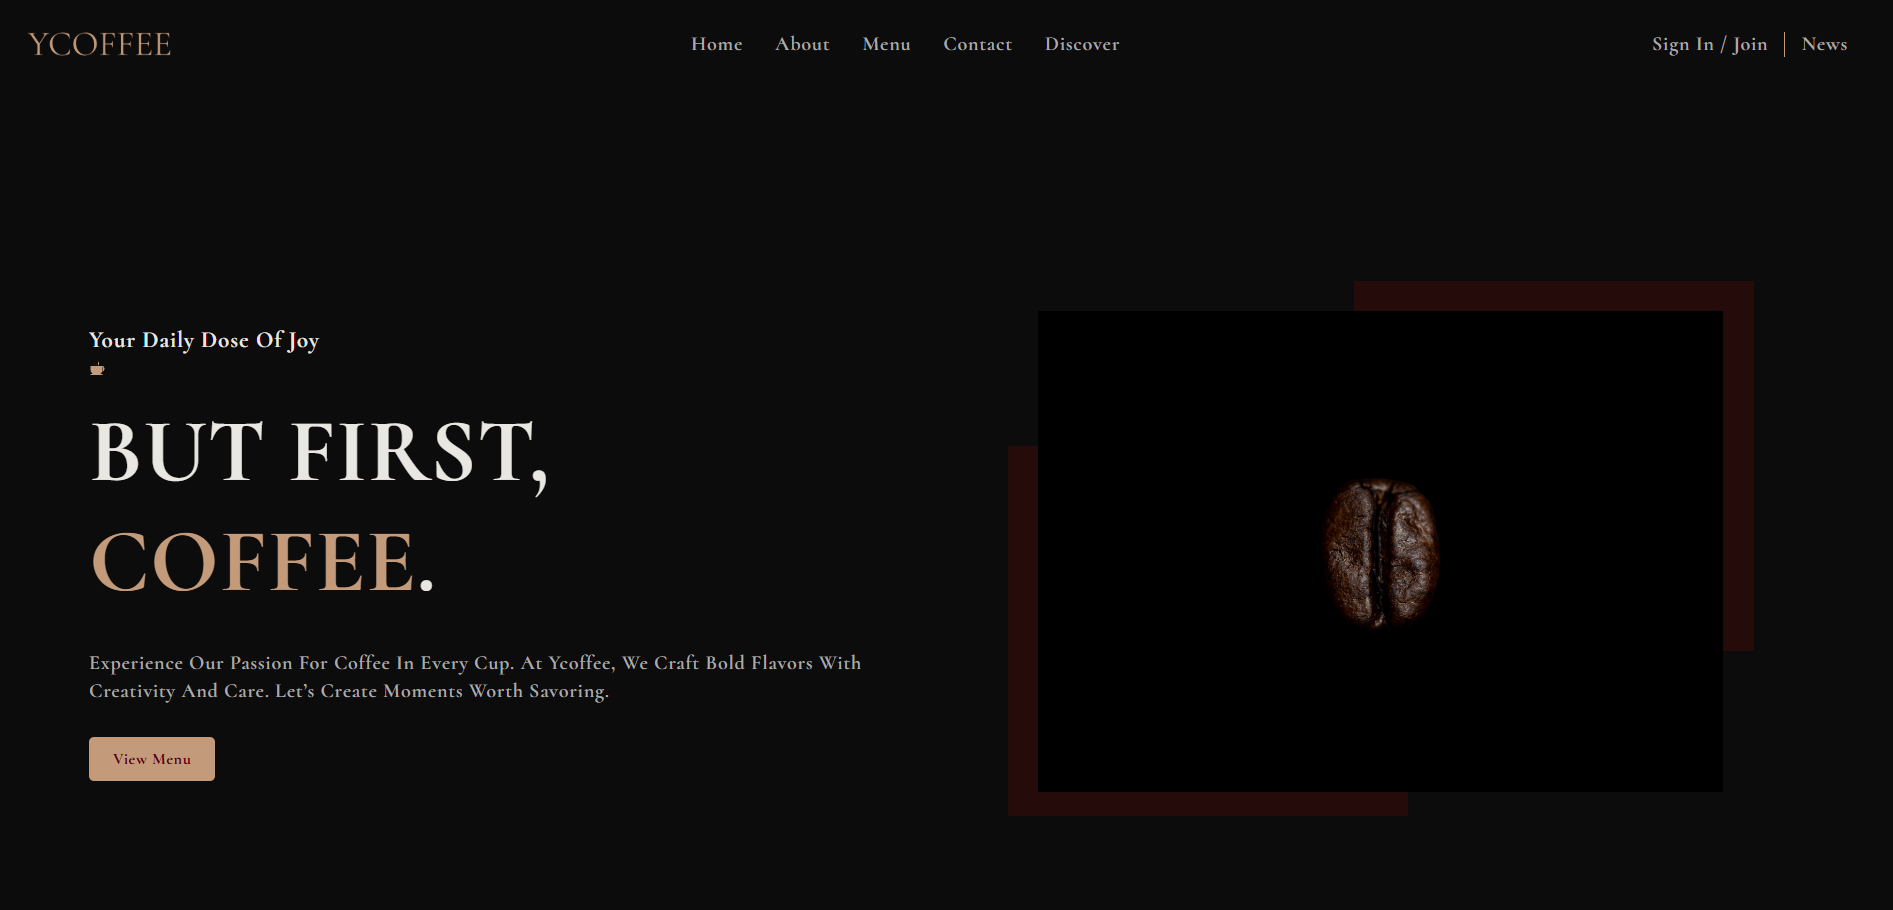 YCOFFEE
Home About Menu Contact Discover
Sign In / Join News
Your Daily Dose Of Joy
BUT FIRST,
COFFEE.
Experience Our Passion For Coffee In Every Cup. At Ycoffee, We Craft Bold Flavors With
Creativity And Care. Let’s Create Moments Worth Savoring.
View Menu